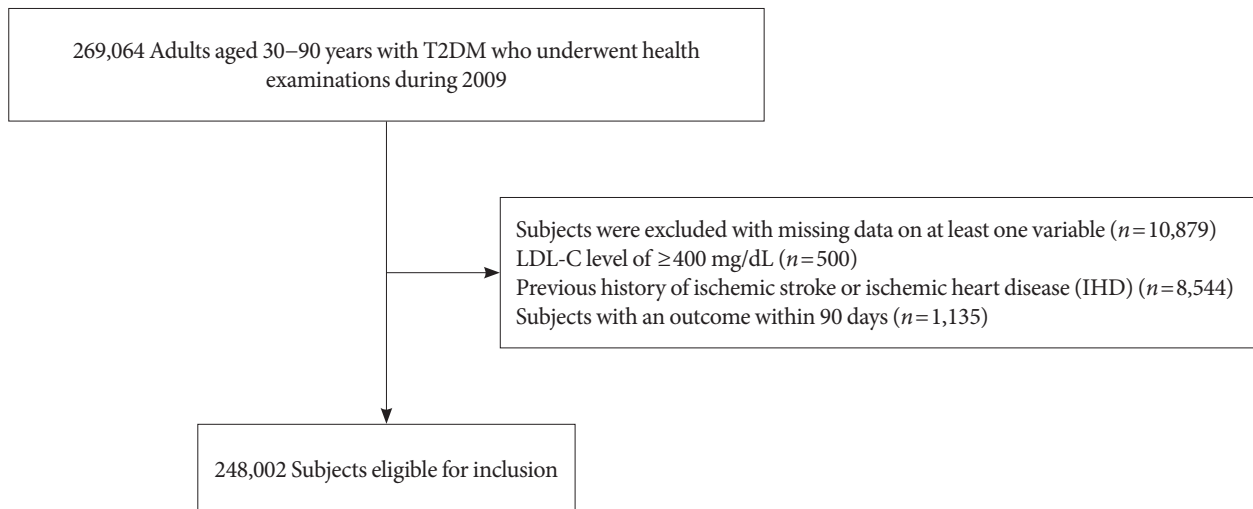 269,064 Adults aged 30–90 years with T2DM who underwent health
examinations during 2009
Subjects were excluded with missing data on at least one variable (n=10,879)
LDL-C level of ≥400 mg/dL (n=500)
Previous history of ischemic stroke or ischemic heart disease (IHD) (n=8,544)
Subjects with an outcome within 90 days (n=1,135)
248,002 Subjects eligible for inclusion